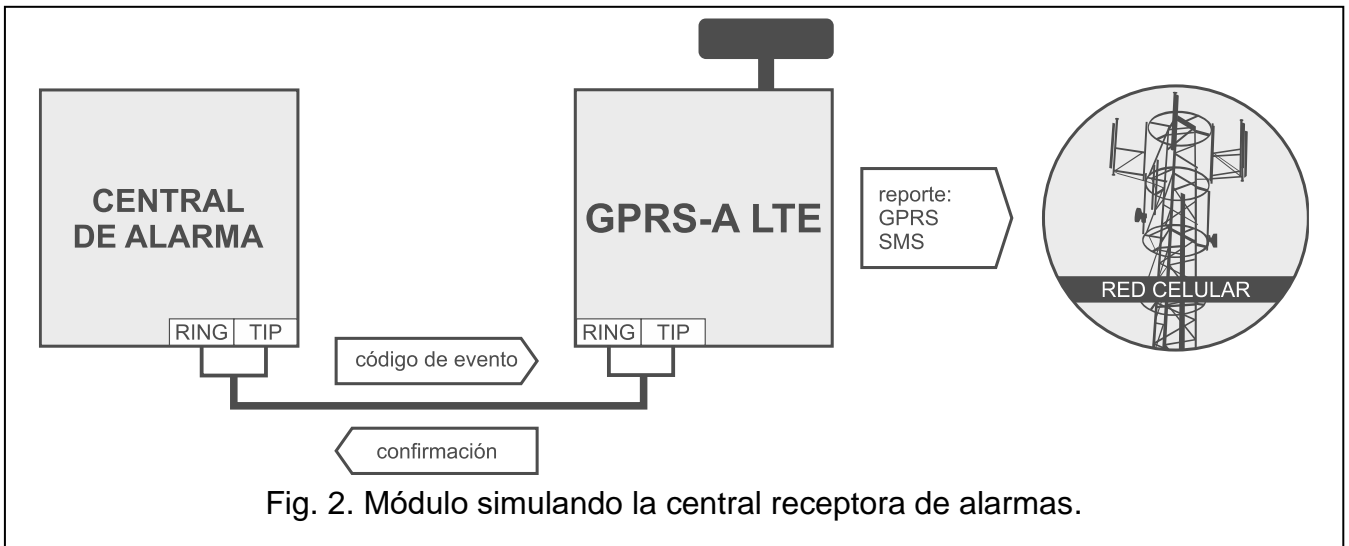 CENTRAL
DE ALARMA
RING TIP
GPRS-A LTE
RING TIP
reporte:
GPRS
SMS
RED CELULAR
código de evento
confirmación
Fig. 2. Módulo simulando la central receptora de alarmas.